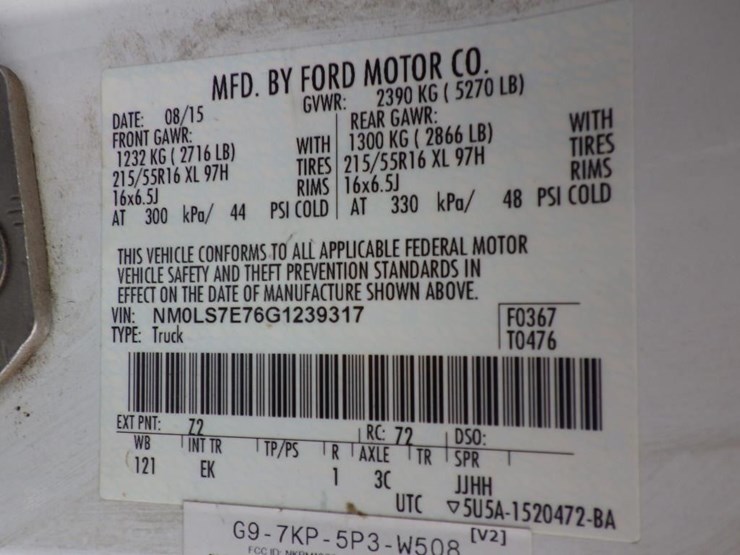 MFD. BY FORD MOTOR CO.
DATE: 08/15 GVWR: 2390 KG ( 5270 LB)
FRONT GAWR: REAR GAWR:
1232 KG ( 2716 LB) WITH 1300 KG ( 2866 LB) WITH
215/55R16 XL 97H TIRES 215/55R16 XL 97H TIRES
16x6.5J RIMS 16x6.5J RIMS
AT 300 kPa/ 44 PSI COLD AT 330 kPa/ 48 PSI COLD
THIS VEHICLE CONFORMS TO ALL APPLICABLE FEDERAL MOTOR
VEHICLE SAFETY AND THEFT PREVENTION STANDARDS IN
EFFECT ON THE DATE OF MANUFACTURE SHOWN ABOVE.
VIN: NM0LS7E76G1239317 F0367
TYPE: Truck T0476
EXT PNT: Z2 RC: 72 DSO:
WB INT TR TP/PS R AXLE TR SPR
121 EK 1 3C JJHH
UTC ▽5U5A-1520472-BA
G9-7KP-5P3-W508 [V2]
FCC ID: